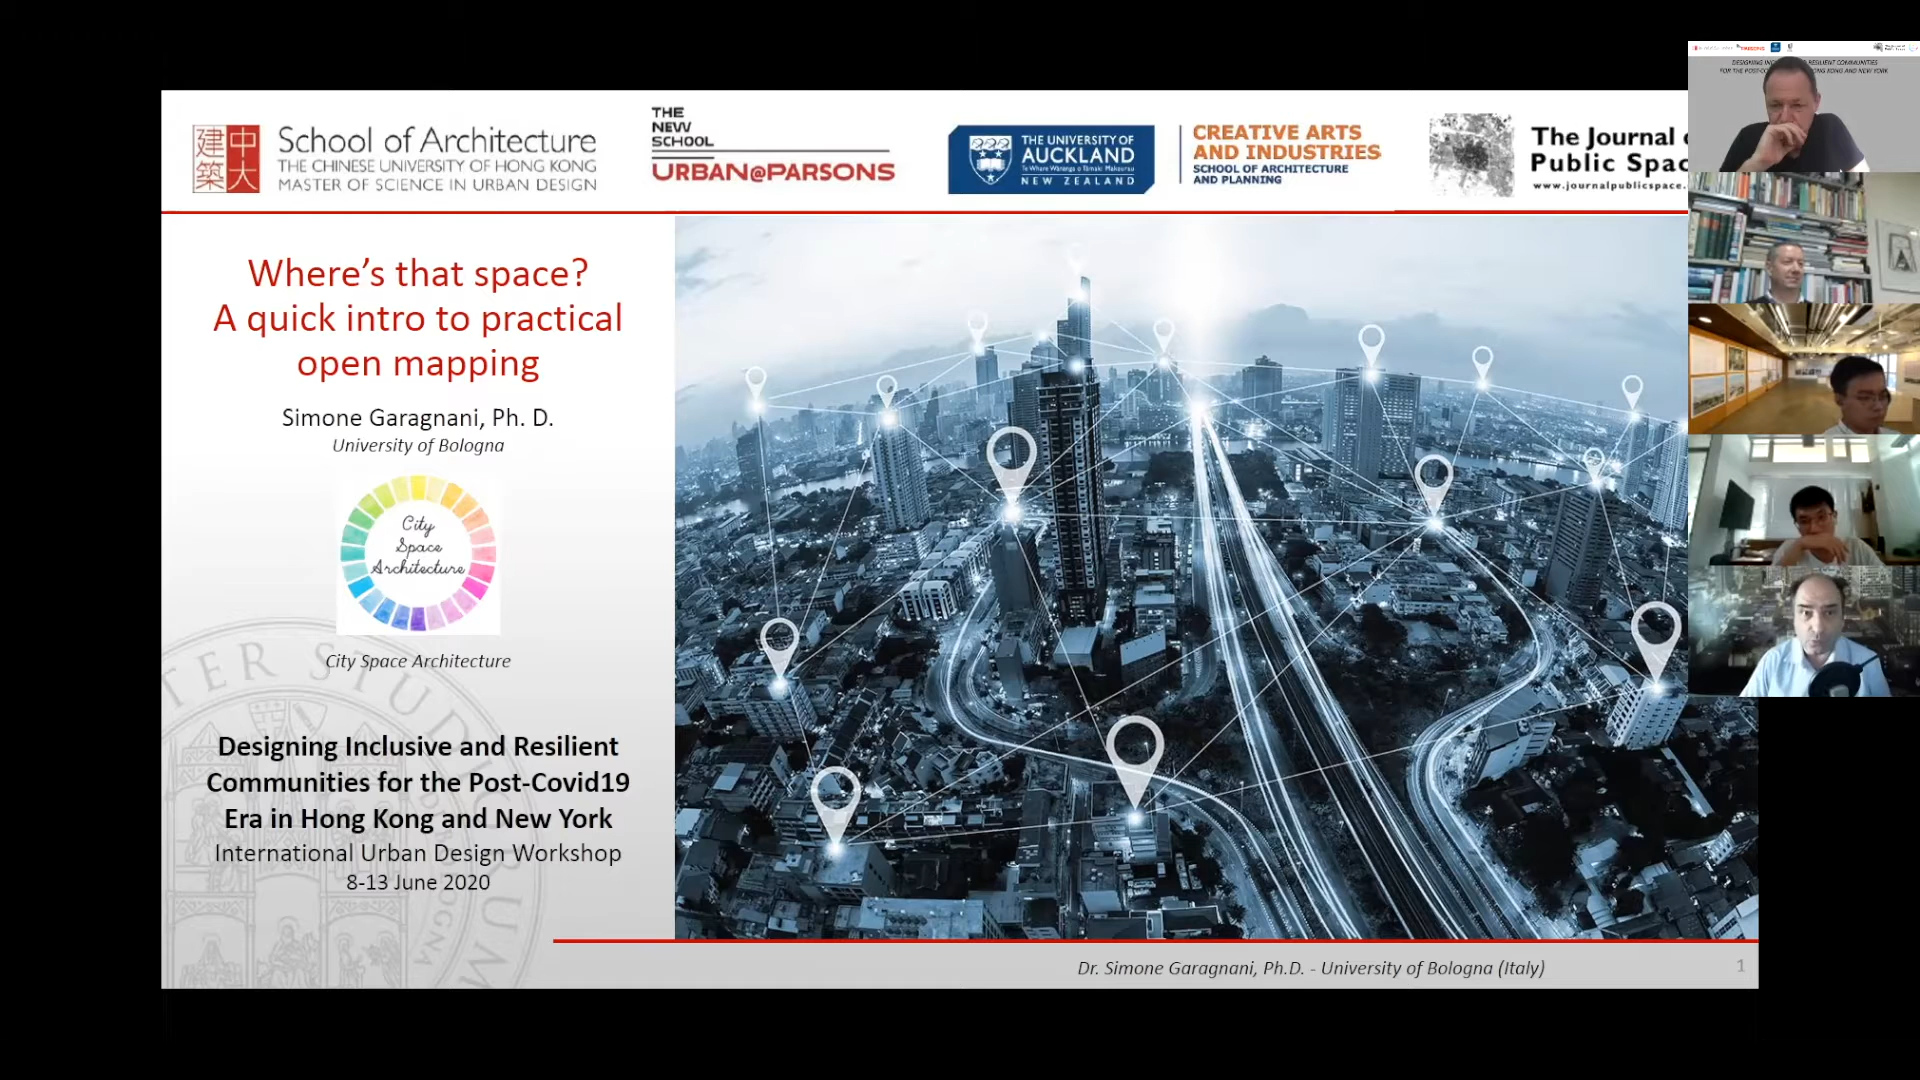 建築
中大
School of Architecture
THE CHINESE UNIVERSITY OF HONG KONG
MASTER OF SCIENCE IN URBAN DESIGN
THE
NEW
SCHOOL
URBAN@PARSONS
THE UNIVERSITY OF
AUCKLAND
Te Whare Wānanga o Tāmaki Makaurau
NEW ZEALAND
CREATIVE ARTS
AND INDUSTRIES
SCHOOL OF ARCHITECTURE
AND PLANNING
The Journal
Public Spac
www.journalpublicspace.
Where’s that space?
A quick intro to practical
open mapping
Simone Garagnani, Ph. D.
University of Bologna
City
Space
Architecture
City Space Architecture
Designing Inclusive and Resilient
Communities for the Post-Covid19
Era in Hong Kong and New York
International Urban Design Workshop
8-13 June 2020
Dr. Simone Garagnani, Ph.D. - University of Bologna (Italy)
1